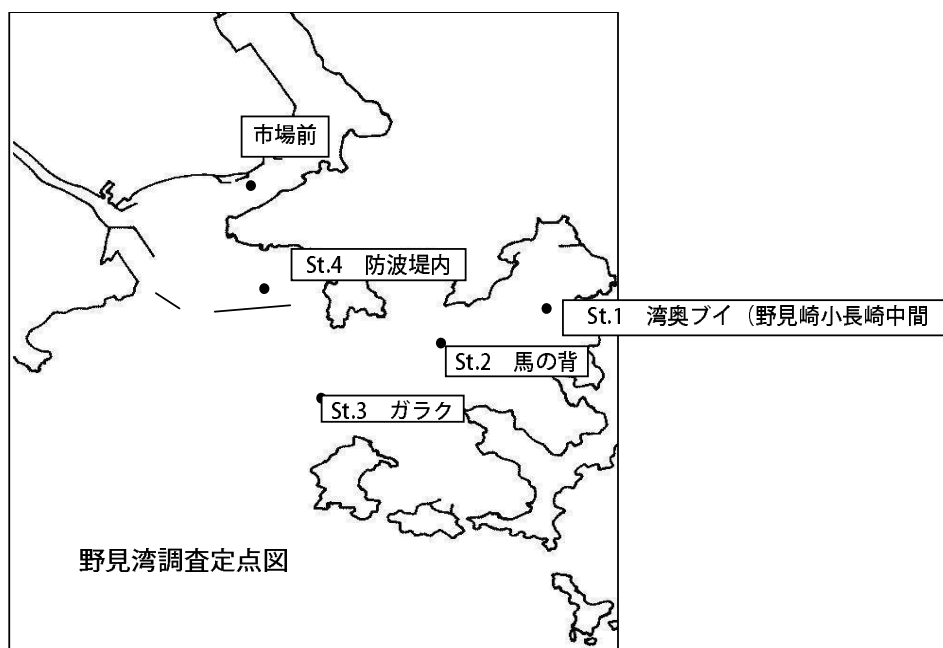 市場前
St.4 防波堤内
St.1 湾奥ブイ（野見崎小長崎中間
St.2 馬の背
St.3 ガラク
野見湾調査定点図